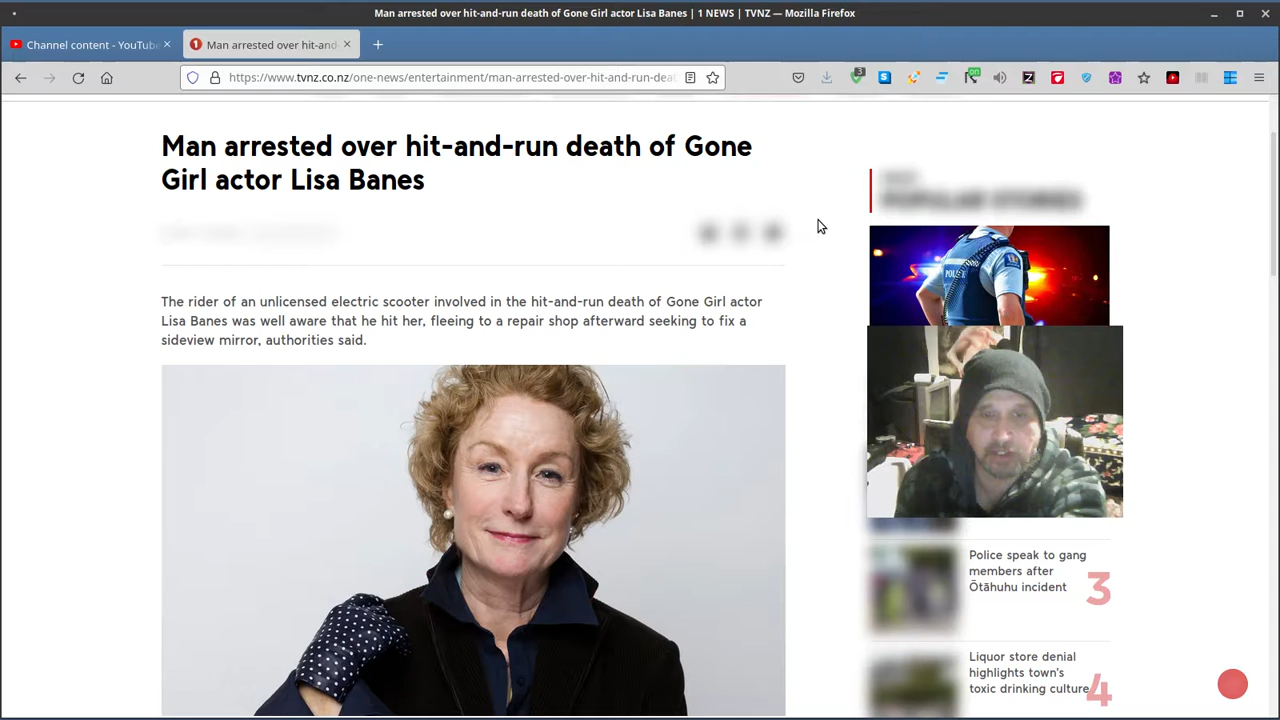 Man arrested over hit-and-run death of Gone Girl actor Lisa Banes | 1 NEWS | TVNZ — Mozilla Firefox
Channel content - YouTube
Man arrested over hit-and-
https://www.tvnz.co.nz/one-news/entertainment/man-arrested-over-hit-and-run-deat
3
on
Man arrested over hit-and-run death of Gone
Girl actor Lisa Banes
POPULAR STORIES
The rider of an unlicensed electric scooter involved in the hit-and-run death of Gone Girl actor
Lisa Banes was well aware that he hit her, fleeing to a repair shop afterward seeking to fix a
sideview mirror, authorities said.
POLICE
Police speak to gang
members after
Ōtāhuhu incident
3
Liquor store denial
highlights town's
toxic drinking culture
4